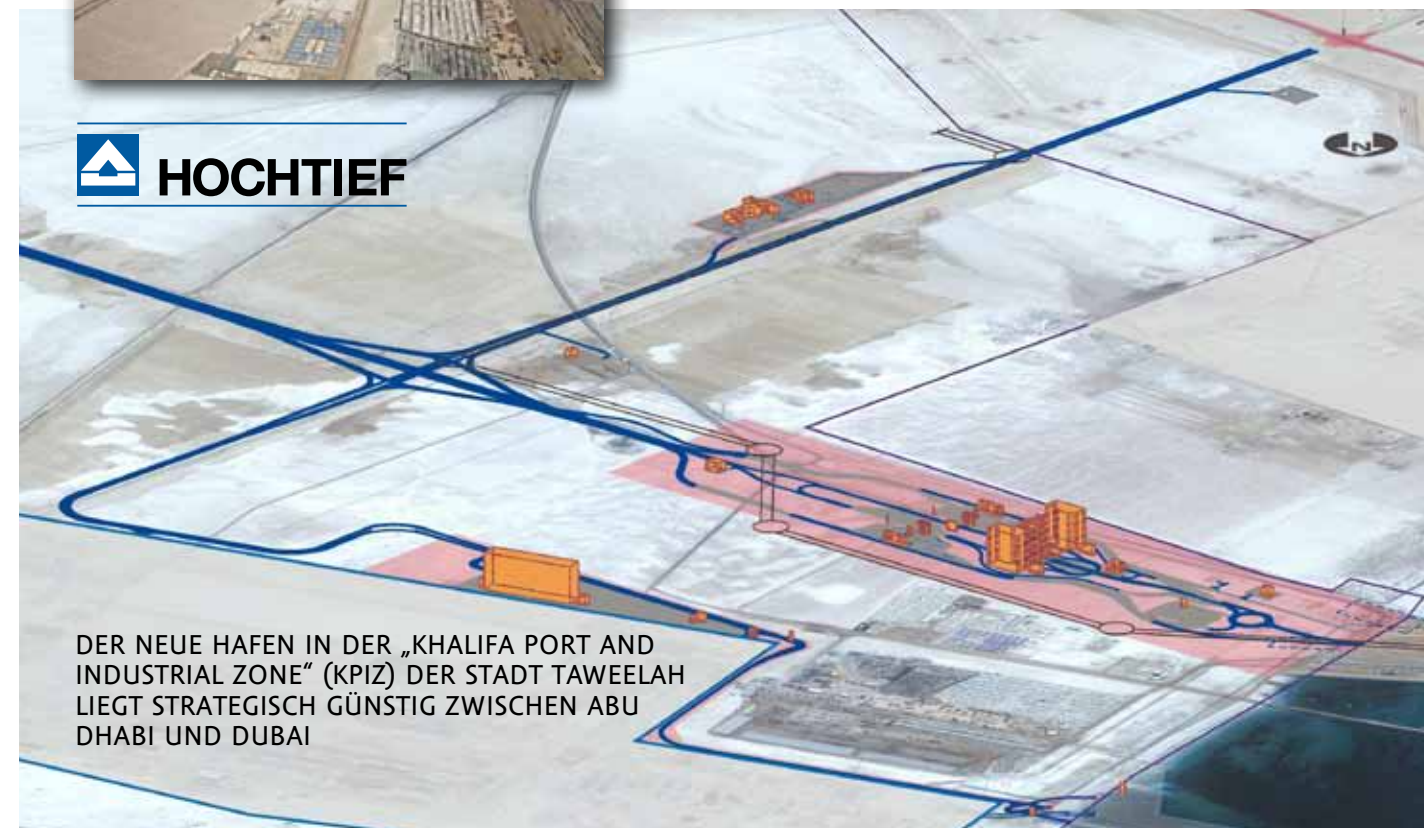 HOCHTIEF
N
DER NEUE HAFEN IN DER „KHALIFA PORT AND
INDUSTRIAL ZONE“ (KPIZ) DER STADT TAWEELAH
LIEGT STRATEGISCH GÜNSTIG ZWISCHEN ABU
DHABI UND DUBAI